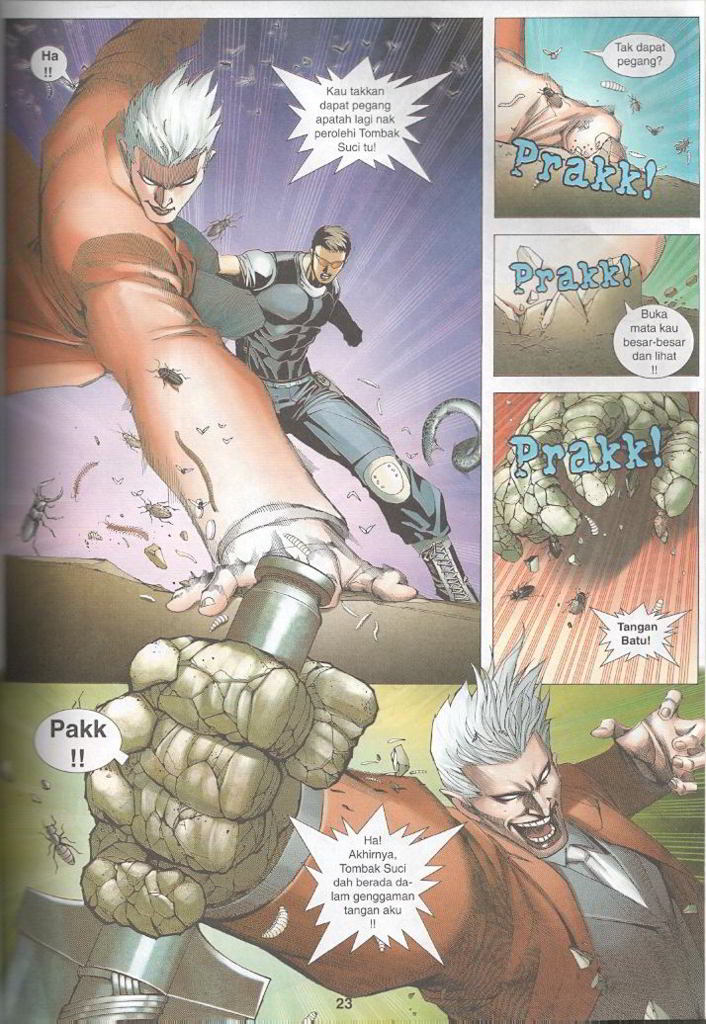 Ha
!!
Kau takkan
dapat pegang
apatah lagi nak
perolehi Tombak
Suci tu!
Tak dapat
pegang?
Prakk!
Prakk!
Buka
mata kau
besar-besar
dan lihat
!!
Prakk!
Tangan
Batu!
Pakk
!!
Ha!
Akhirnya,
Tombak Suci
dah berada da-
lam genggaman
tangan aku
!!
23